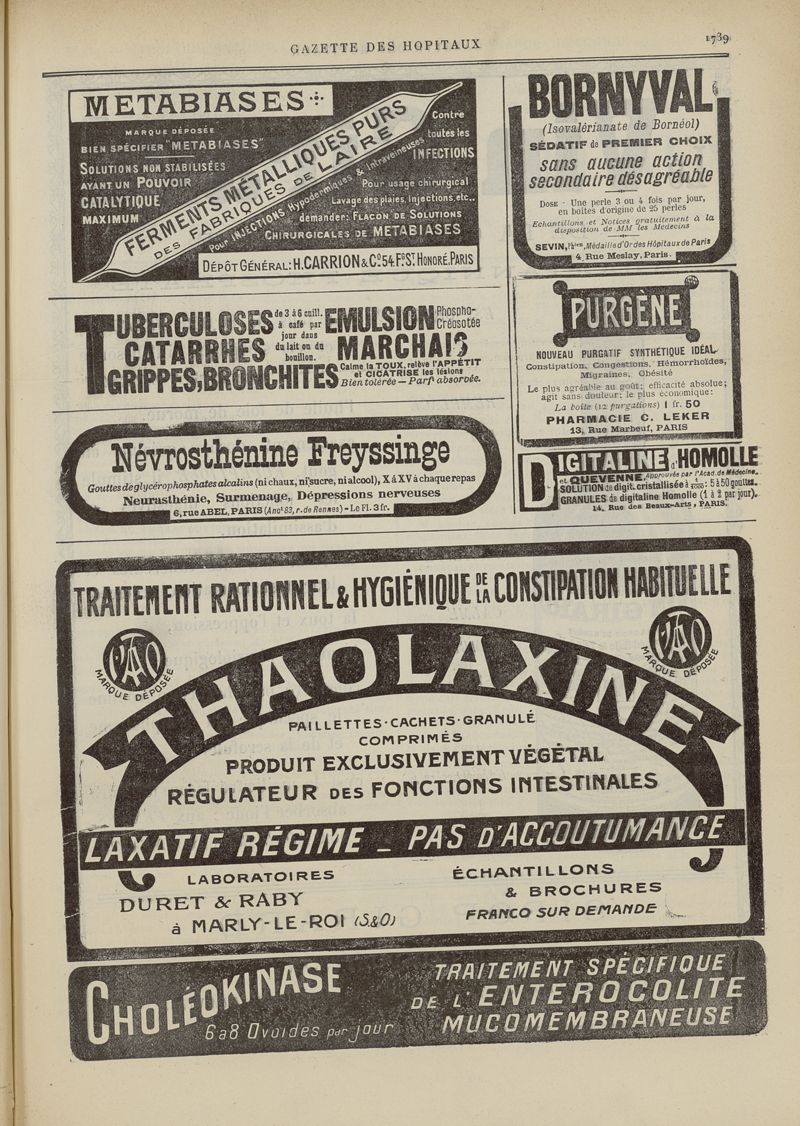 GAZETTE DES HOPITAUX
1789
METABIASES
MARQUE DÉPOSÉE
BIEN SPÉCIFIER "METABIASES"
SOLUTIONS NON STABILISÉES
AYANT UN POUVOIR
CATALYTIQUE
MAXIMUM
FERMENTS MÉTALLIQUES PURS
DES FABRIQUES DE LAIRE
Pour INJECTIONS Hypodermiques & Intraveineuses
Contre
toutes les
INFECTIONS
Pour usage chirurgical
Lavage des plaies, Injections, etc..
demander: FLACON DE SOLUTIONS
CHIRURGICALES DE METABIASES
DÉPÔT GÉNÉRAL: H. CARRION & Cº 54 Fg St HONORÉ, PARIS
BORNYVAL
(Isovalérianate de Bornéol)
SÉDATIF de PREMIER CHOIX
sans aucune action
secondaire désagréable
DOSE - Une perle 3 ou 4 fois par jour,
en boîtes d'origine de 25 perles
Echantillons et Notices gratuitement à la
disposition de MM les Médecins
SEVIN, Phien, Médaille d'Or des Hôpitaux de Paris
4, Rue Meslay, Paris.
TUBERCULOSES
CATARRHES
GRIPPES, BRONCHITES
de 3 à 6 cuill.
à café par
jour dans
du lait ou du
bouillon.
EMULSION Phospho-
Créosotée
MARCHAIS
Calme la TOUX, relève l'APPÉTIT
et CICATRISE les lésions
Bien tolérée — Parft absorbée.
PURGÈNE
NOUVEAU PURGATIF SYNTHÉTIQUE IDÉAL
Constipation, Congestions, Hémorrhoïdes,
Migraines, Obésité
Le plus agréable au goût; efficacité absolue;
agit sans douleur; le plus économique:
La boîte (12 purgations) 1 fr. 50
PHARMACIE C. LEKER
13, Rue Marbeuf, PARIS
Névrosthénine Freyssinge
Gouttes de glycérophosphates alcalins (ni chaux, ni sucre, ni alcool), X à XV à chaque repas
Neurasthénie, Surmenage, Dépressions nerveuses
6, rue ABEL, PARIS (Anct 83, r. de Rennes) - Le Fl. 3 fr.
DIGITALINE d'HOMOLLE
et QUEVENNE, Approuvée par l'Acad. de Médecine.
SOLUTION de digit. cristallisée à 1/1000: 5 à 50 gouttes.
GRANULES de digitaline Homolle (1 à 2 par jour).
14, Rue des Beaux-Arts, PARIS.
TRAITEMENT RATIONNEL & HYGIÉNIQUE DE LA CONSTIPATION HABITUELLE
MARQUE DÉPOSÉE
MARQUE DÉPOSÉE
THAOLAXINE
PAILLETTES-CACHETS-GRANULÉ
COMPRIMÉS
PRODUIT EXCLUSIVEMENT VÉGÉTAL
RÉGULATEUR DES FONCTIONS INTESTINALES
LAXATIF RÉGIME _ PAS D'ACCOUTUMANCE
LABORATOIRES
DURET & RABY
à MARLY-LE-ROI (S&O)
ÉCHANTILLONS
& BROCHURES
FRANCO SUR DEMANDE
CHOLÉOKINASE
6 à 8 Ovoïdes par jour
TRAITEMENT SPÉCIFIQUE
DE L'ENTEROCOLITE
MUCOMEMBRANEUSE